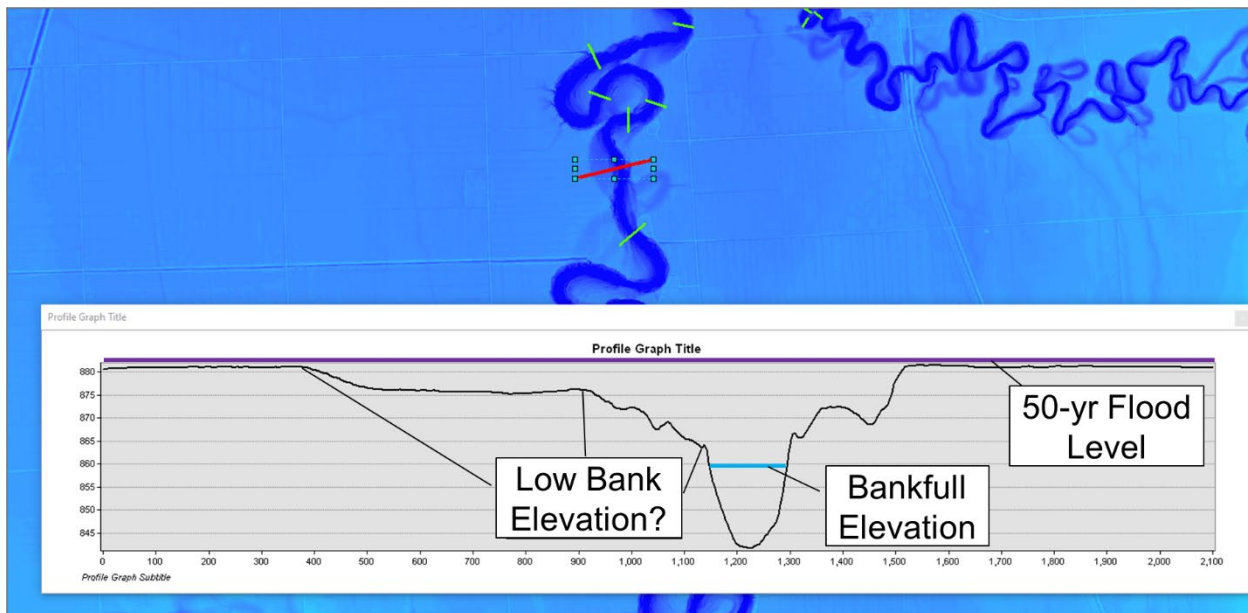 Profile Graph Title
Profile Graph Title
880
875
870
865
860
855
850
845
50-yr Flood
Level
Low Bank
Elevation?
Bankfull
Elevation
0 100 200 300 400 500 600 700 800 900 1,000 1,100 1,200 1,300 1,400 1,500 1,600 1,700 1,800 1,900 2,000 2,100
Profile Graph Subtitle